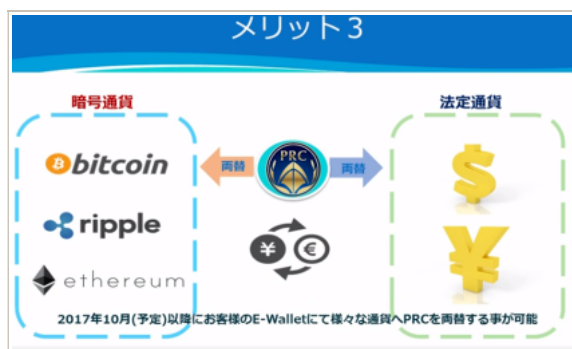 メリット3
暗号通貨
法定通貨
bitcoin
両替
PRC
両替
ripple
ethereum
2017年10月(予定)以降にお客様のE-Walletにて様々な通貨へPRCを両替する事が可能